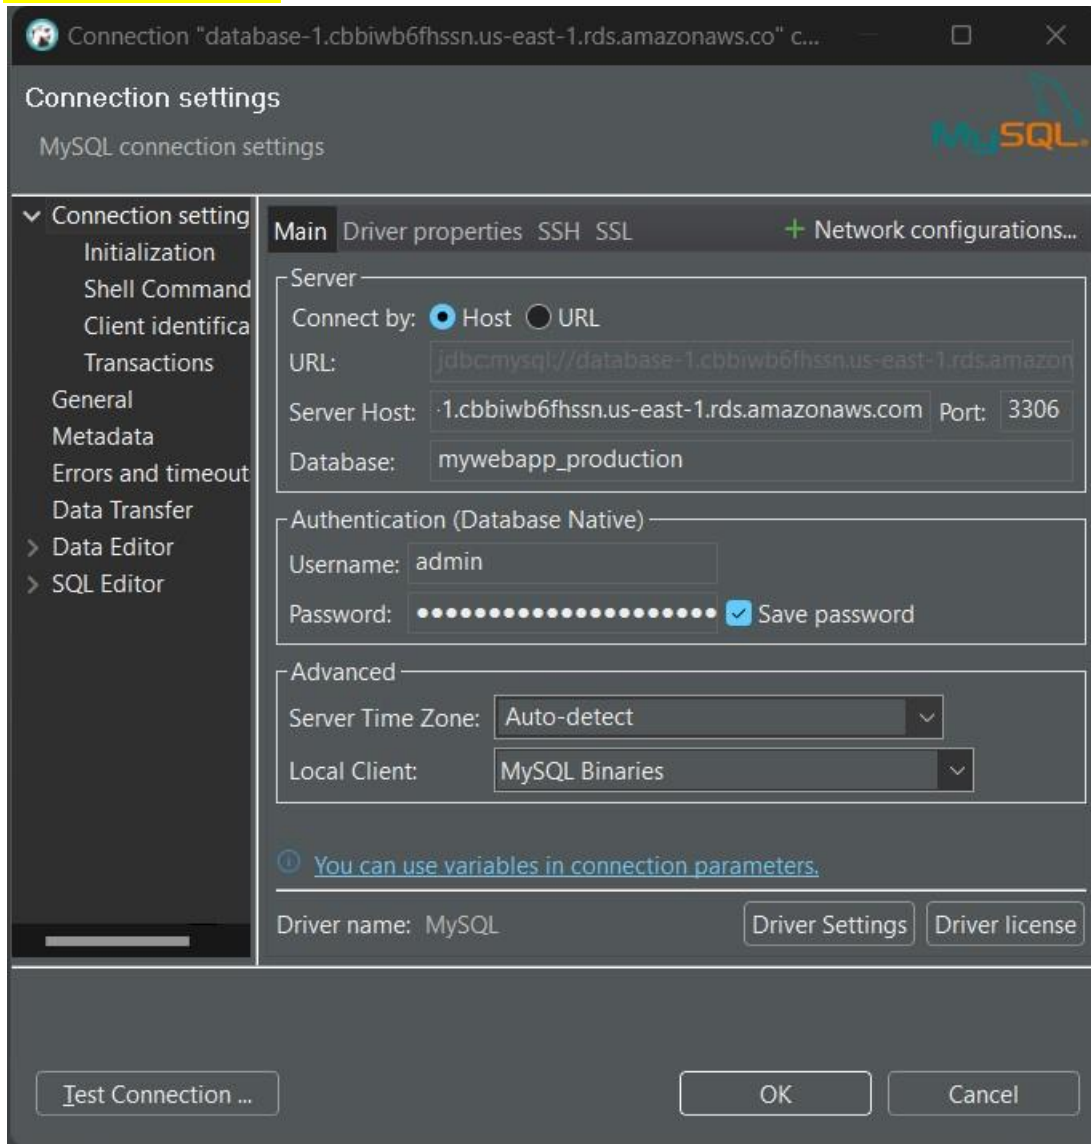 Connection "database-1.cbbiwb6fhssn.us-east-1.rds.amazonaws.co" c...
Connection settings
MySQL connection settings
MySQL
Connection setting
Initialization
Shell Command
Client identifica
Transactions
General
Metadata
Errors and timeout
Data Transfer
Data Editor
SQL Editor
Main Driver properties SSH SSL + Network configurations...
Server
Connect by: Host URL
URL: jdbc:mysql://database-1.cbbiwb6fhssn.us-east-1.rds.amazon
Server Host: -1.cbbiwb6fhssn.us-east-1.rds.amazonaws.com Port: 3306
Database: mywebapp_production
Authentication (Database Native)
Username: admin
Password: ●●●●●●●●●●●●●●●●●●●●● Save password
Advanced
Server Time Zone: Auto-detect
Local Client: MySQL Binaries
You can use variables in connection parameters.
Driver name: MySQL Driver Settings Driver license
Test Connection ... OK Cancel